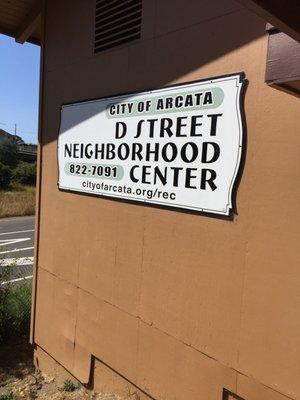 CITY OF ARCATA
D STREET
NEIGHBORHOOD
822-7091 CENTER
cityofarcata.org/rec